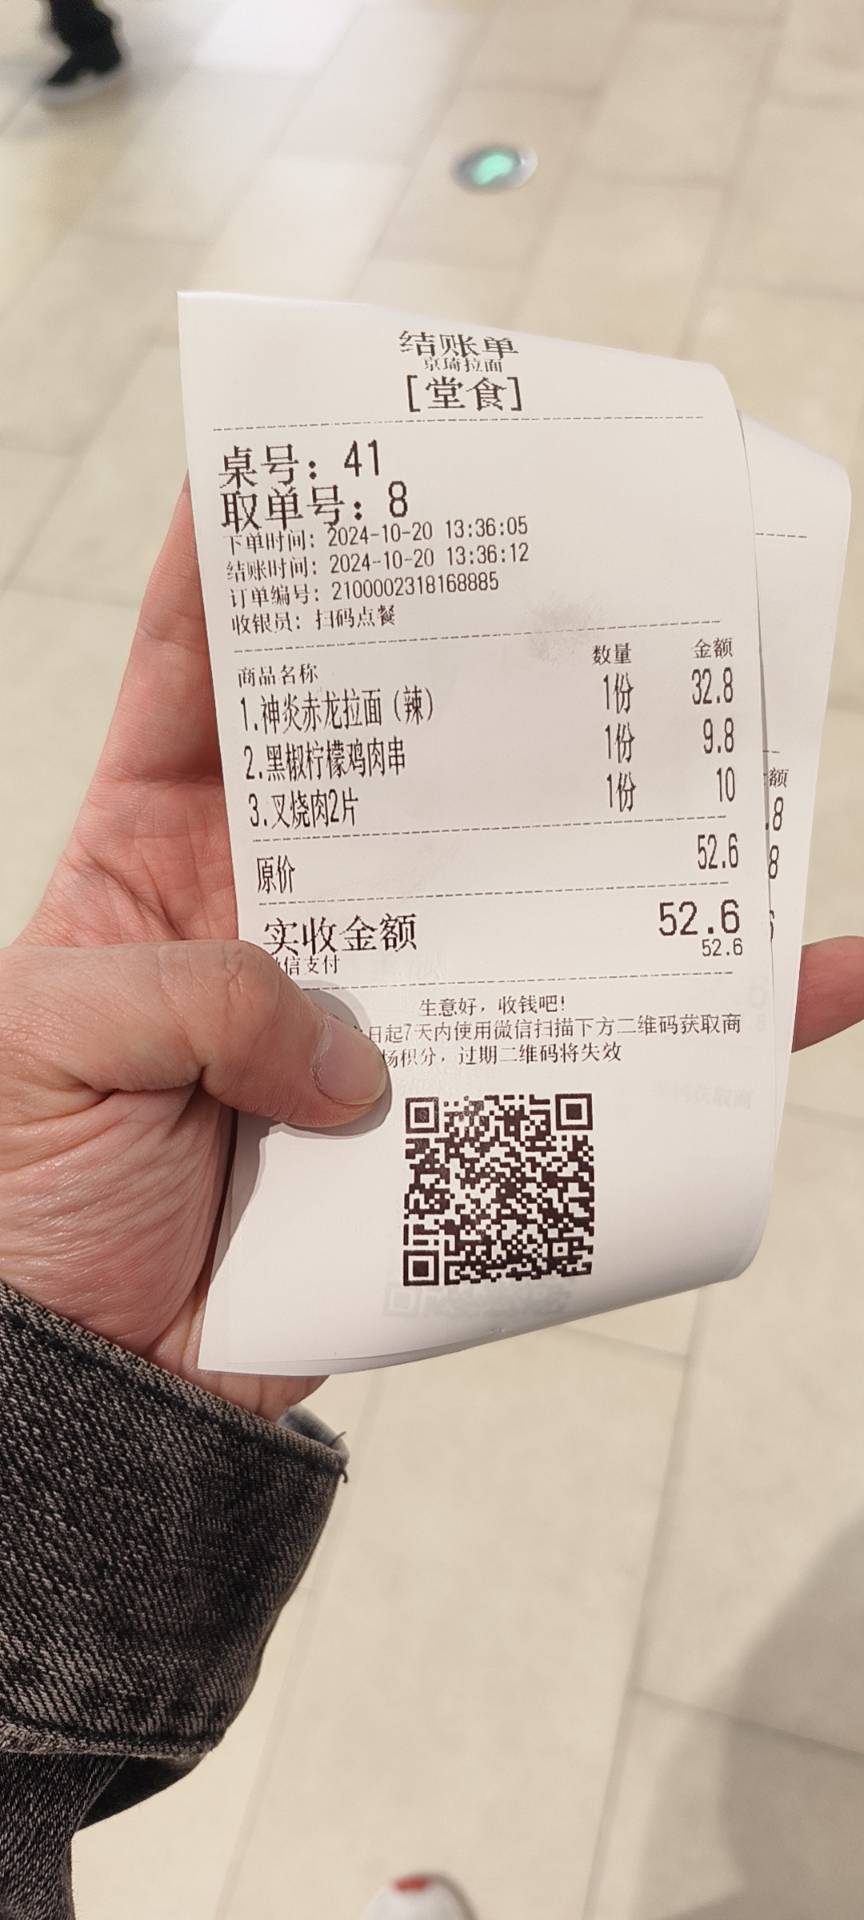 结账单
京琦拉面
[堂食]
桌号：41
取单号：8
下单时间：2024-10-20 13:36:05
结账时间：2024-10-20 13:36:12
订单编号：2100002318168885
收银员：扫码点餐
商品名称 数量 金额
1.神炎赤龙拉面（辣） 1份 32.8
2.黑椒柠檬鸡肉串 1份 9.8
3.叉烧肉2片 1份 10
原价 52.6
实收金额 52.6
信支付 52.6
生意好，收钱吧！
日起7天内使用微信扫描下方二维码获取商
场积分，过期二维码将失效
额
.8
8